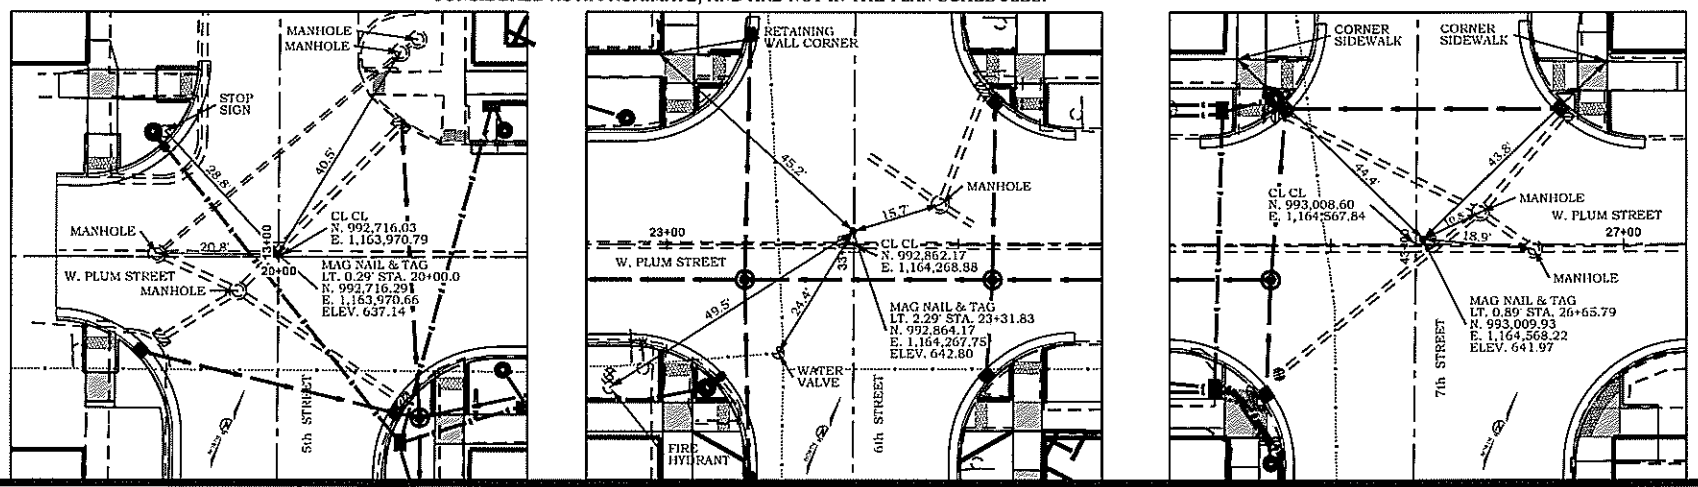 MANHOLE
MANHOLE
STOP
SIGN
28.8'
40.5'
CL CL
N. 992,716.03
E. 1,163,970.79
MANHOLE
20.8'
20+00
W. PLUM STREET
MANHOLE
MAG NAIL & TAG
LT. 0.29' STA. 20+00.0
N. 992,716.29
E. 1,163,970.66
ELEV. 637.14
5th STREET
NORTH
RETAINING
WALL CORNER
45.2'
15.7'
MANHOLE
23+00
W. PLUM STREET
CL CL
N. 992,862.17
E. 1,164,268.88
49.5'
24.4'
MAG NAIL & TAG
LT. 2.29' STA. 23+31.83
N. 992,864.17
E. 1,164,267.75
ELEV. 642.80
WATER
VALVE
6th STREET
FIRE
HYDRANT
NORTH
CORNER
SIDEWALK
CORNER
SIDEWALK
44.4'
43.8'
CL CL
N. 993,008.60
E. 1,164,567.84
MANHOLE
W. PLUM STREET
18.9'
27+00
MANHOLE
MAG NAIL & TAG
LT. 0.89' STA. 26+65.79
N. 993,009.93
E. 1,164,568.22
ELEV. 641.97
7th STREET
NORTH